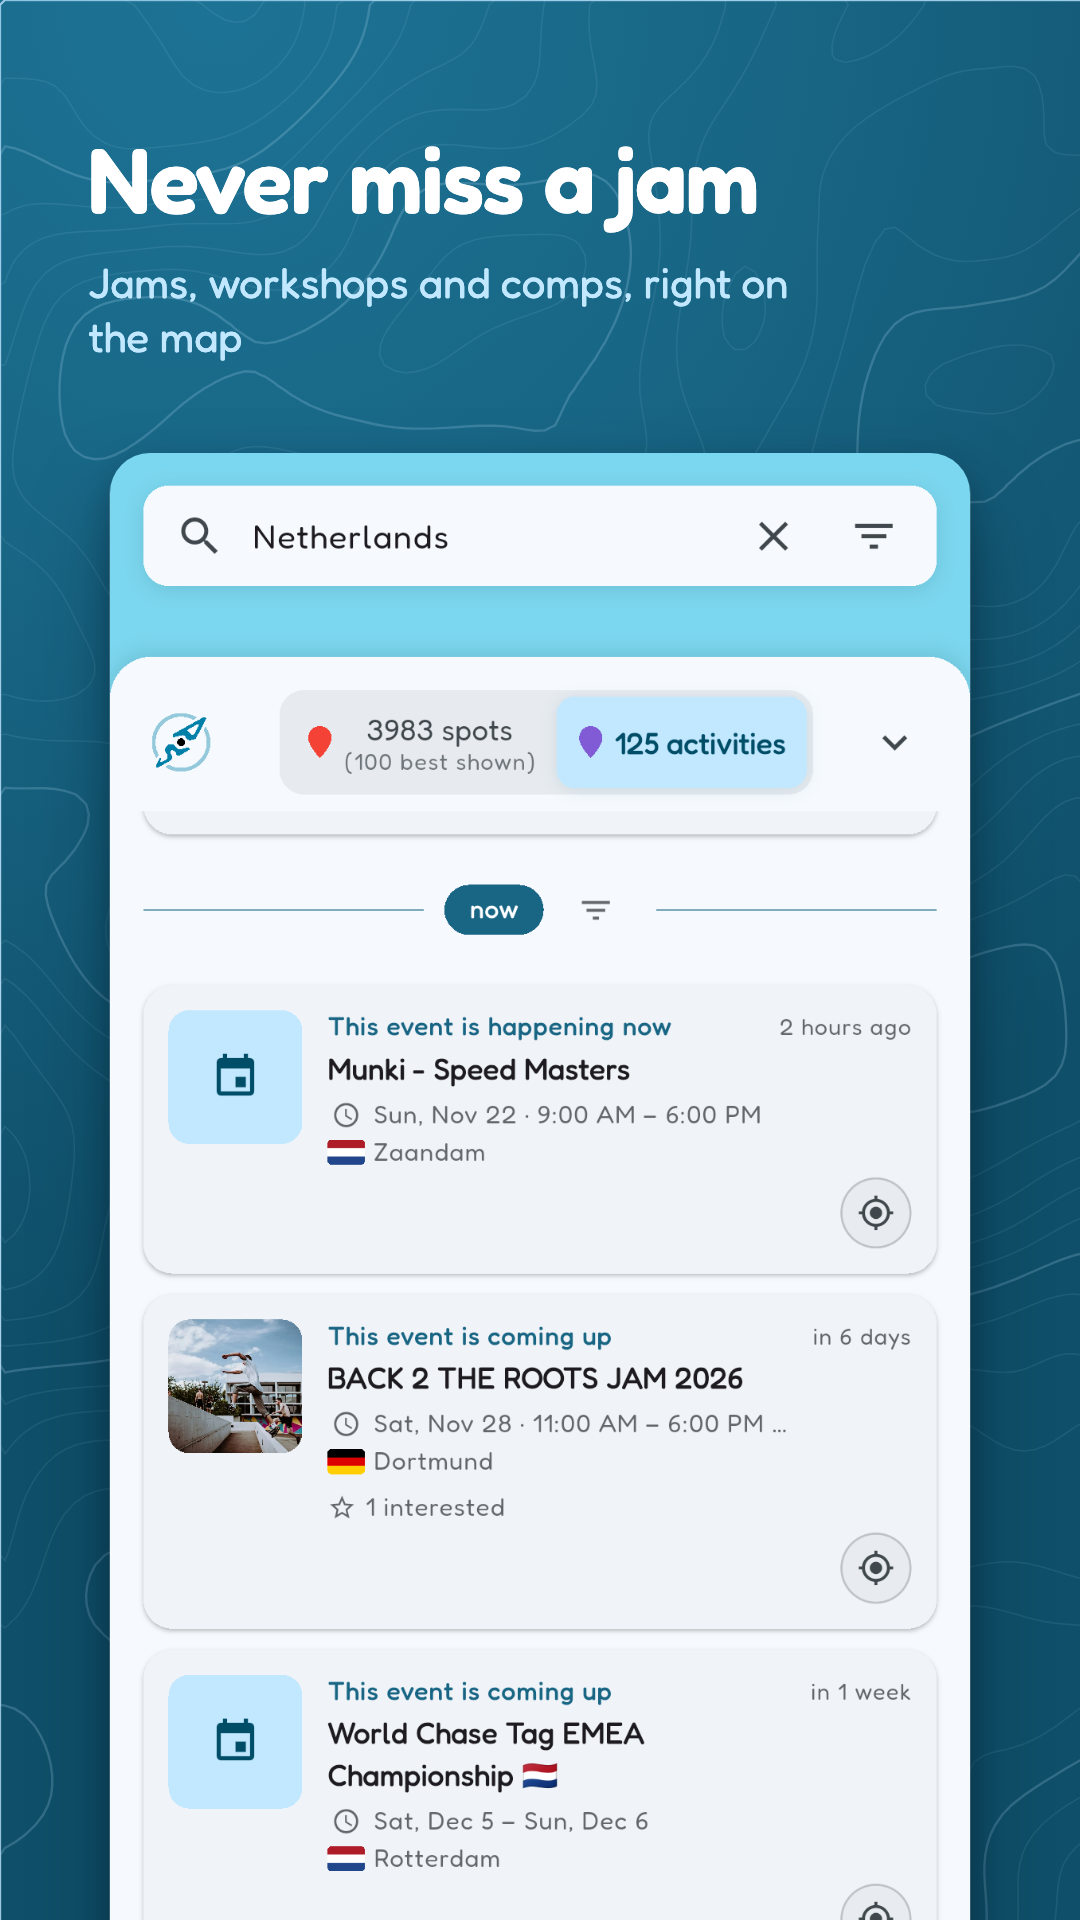 Never miss a jam
Jams, workshops and comps, right on
the map
Netherlands
3983 spots
(100 best shown)
125 activities
now
This event is happening now
2 hours ago
Munki - Speed Masters
Sun, Nov 22 · 9:00 AM – 6:00 PM
Zaandam
This event is coming up
in 6 days
BACK 2 THE ROOTS JAM 2026
Sat, Nov 28 · 11:00 AM – 6:00 PM ...
Dortmund
1 interested
This event is coming up
in 1 week
World Chase Tag EMEA
Championship 🇳🇱
Sat, Dec 5 – Sun, Dec 6
Rotterdam